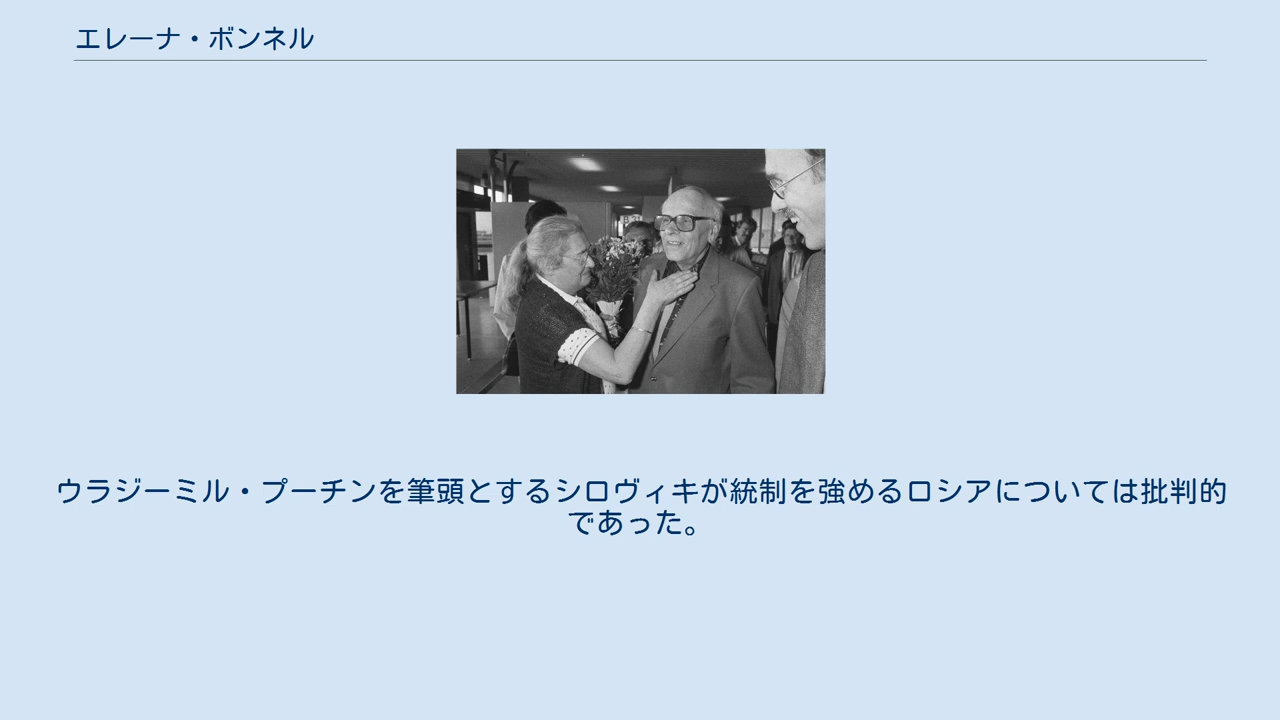 エレーナ・ボンネル
ウラジーミル・プーチンを筆頭とするシロヴィキが統制を強めるロシアについては批判的
であった。